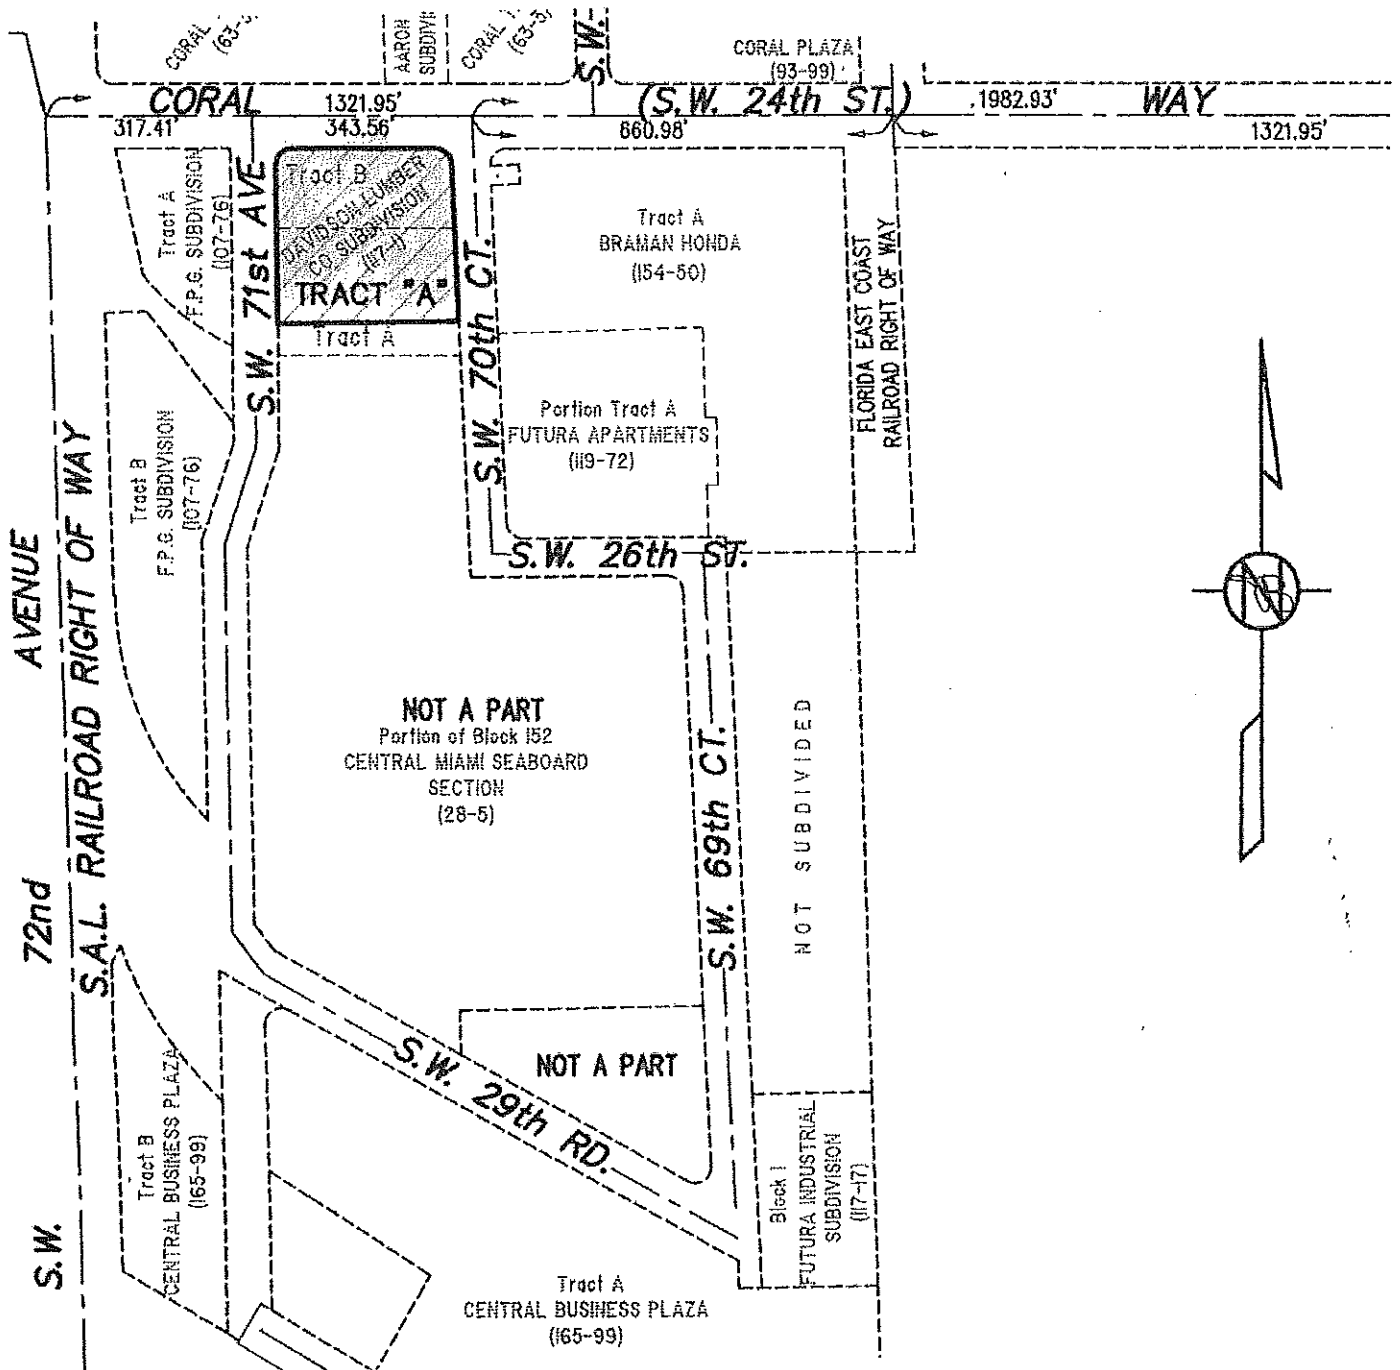 CORAL
(63-
AARON
SUBDIVI
CORAL
(63-
S.W.
CORAL PLAZA
(93-99)
CORAL
1321.95'
(S.W. 24th ST.)
1982.93'
WAY
317.41'
343.56'
860.98'
1321.95'
Tract A
F.P.G. SUBDIVISION
(107-76)
S.W. 71st AVE
Tract B
DAVIDSON LUMBER
CO SUBDIVISION
(117-1)
TRACT "A"
Tract A
S.W. 70th CT.
Tract A
BRAMAN HONDA
(154-50)
FLORIDA EAST COAST
RAILROAD RIGHT OF WAY
Portion Tract A
FUTURA APARTMENTS
(119-72)
Tract B
F.P.G. SUBDIVISION
(107-76)
S.W. 26th ST.
S.W. 72nd AVENUE
S.A.L. RAILROAD RIGHT OF WAY
NOT A PART
Portion of Block 152
CENTRAL MIAMI SEABOARD
SECTION
(28-5)
S.W. 69th CT.
NOT SUBDIVIDED
N
S.W. 29th RD.
NOT A PART
Tract B
CENTRAL BUSINESS PLAZA
(165-99)
Block 1
FUTURA INDUSTRIAL
SUBDIVISION
(117-17)
Tract A
CENTRAL BUSINESS PLAZA
(165-99)